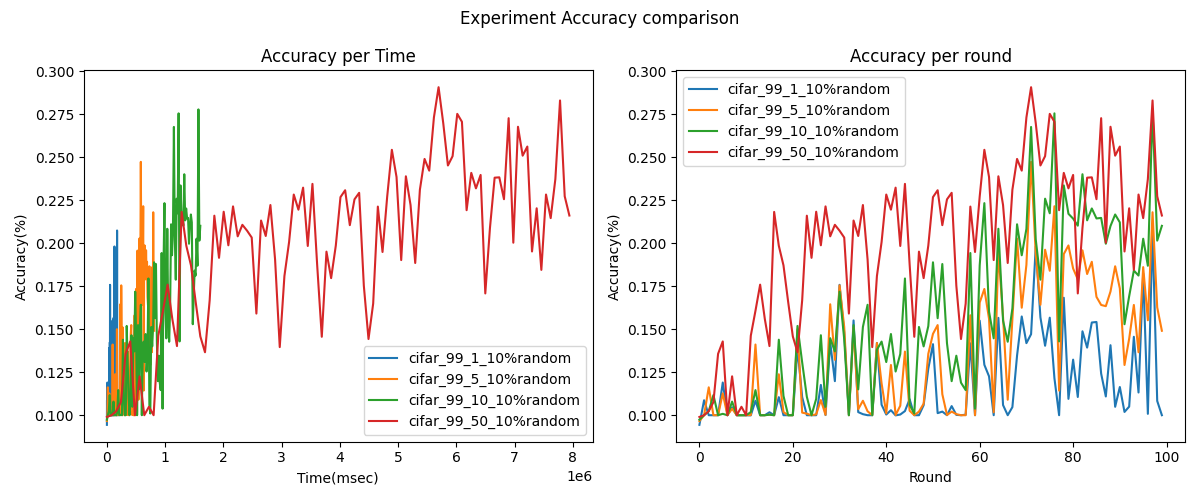 Experiment Accuracy comparison
Accuracy per Time
Accuracy(%)
0.300
0.275
0.250
0.225
0.200
0.175
0.150
0.125
0.100
cifar_99_1_10%random
cifar_99_5_10%random
cifar_99_10_10%random
cifar_99_50_10%random
0 1 2 3 4 5 6 7 8
1e6
Time(msec)
Accuracy per round
Accuracy(%)
0.300
0.275
0.250
0.225
0.200
0.175
0.150
0.125
0.100
cifar_99_1_10%random
cifar_99_5_10%random
cifar_99_10_10%random
cifar_99_50_10%random
0 20 40 60 80 100
Round